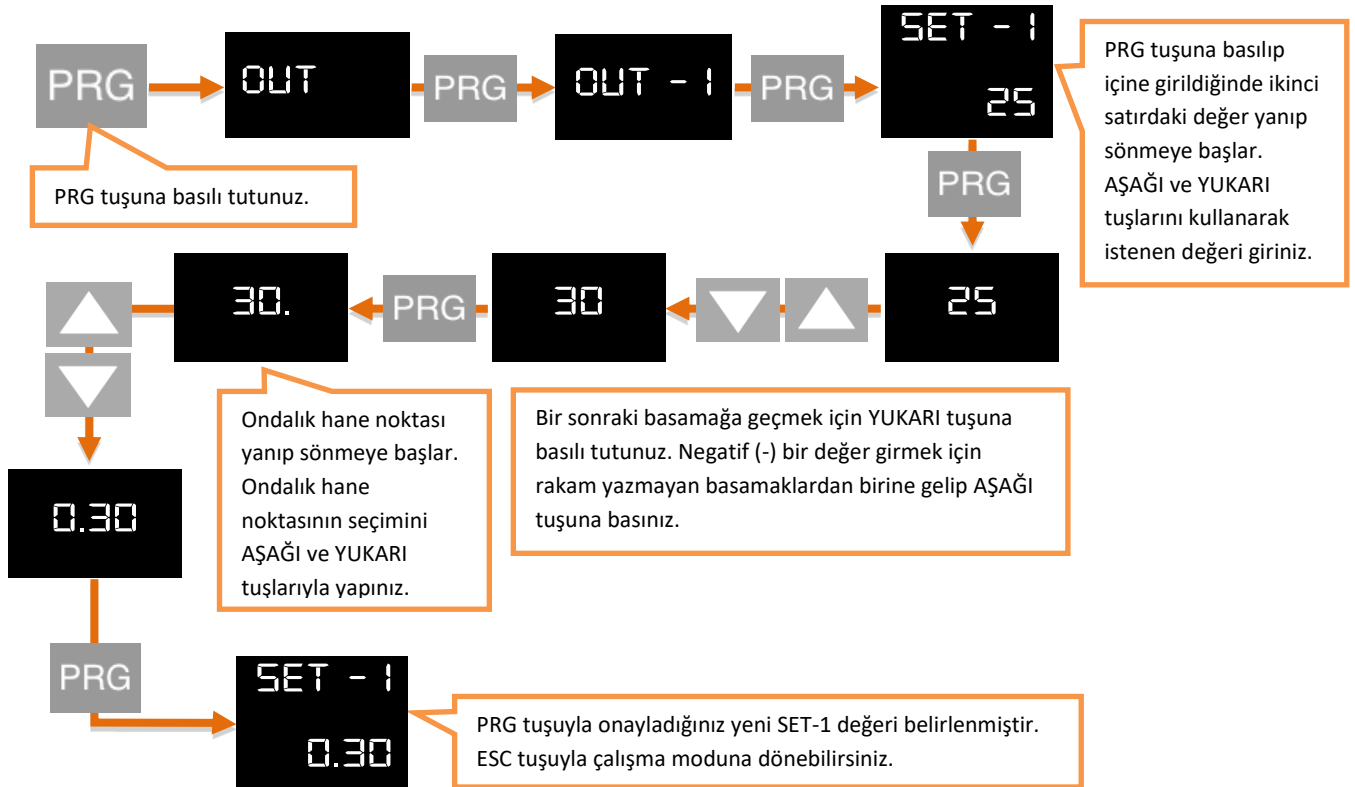 PRG
OUT
PRG
OUT - 1
PRG
SET - 1
25
PRG tuşuna basılıp
içine girildiğinde ikinci
satırdaki değer yanıp
sönmeye başlar.
AŞAĞI ve YUKARI
tuşlarını kullanarak
istenen değeri giriniz.
PRG tuşuna basılı tutunuz.
PRG
25
30
PRG
30.
Bir sonraki basamağa geçmek için YUKARI tuşuna
basılı tutunuz. Negatif (-) bir değer girmek için
rakam yazmayan basamaklardan birine gelip AŞAĞI
tuşuna basınız.
Ondalık hane noktası
yanıp sönmeye başlar.
Ondalık hane
noktasının seçimini
AŞAĞI ve YUKARI
tuşlarıyla yapınız.
0.30
PRG
SET - 1
0.30
PRG tuşuyla onayladığınız yeni SET-1 değeri belirlenmiştir.
ESC tuşuyla çalışma moduna dönebilirsiniz.